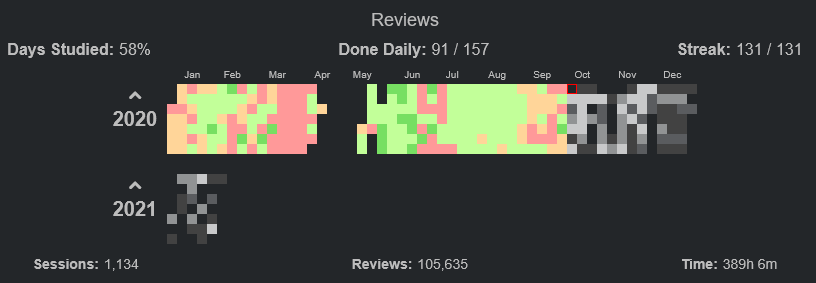 Reviews
Days Studied: 58% Done Daily: 91 / 157 Streak: 131 / 131
Jan Feb Mar Apr May Jun Jul Aug Sep Oct Nov Dec
2020
2021
Sessions: 1,134 Reviews: 105,635 Time: 389h 6m